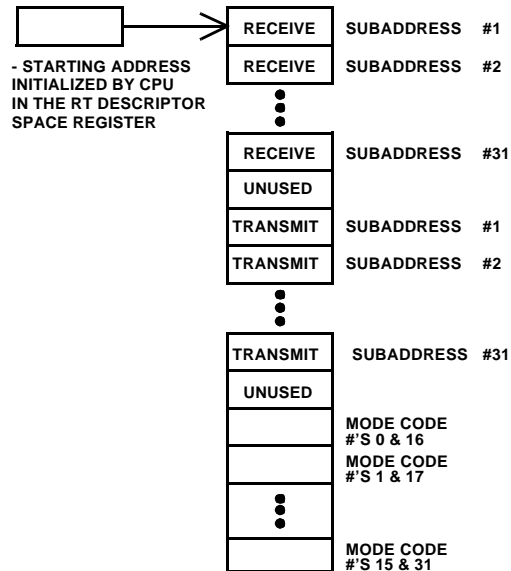 RECEIVE SUBADDRESS #1
- STARTING ADDRESS
INITIALIZED BY CPU
IN THE RT DESCRIPTOR
SPACE REGISTER
RECEIVE SUBADDRESS #2
RECEIVE SUBADDRESS #31
UNUSED
TRANSMIT SUBADDRESS #1
TRANSMIT SUBADDRESS #2
TRANSMIT SUBADDRESS #31
UNUSED
MODE CODE
#'S 0 & 16
MODE CODE
#'S 1 & 17
MODE CODE
#'S 15 & 31